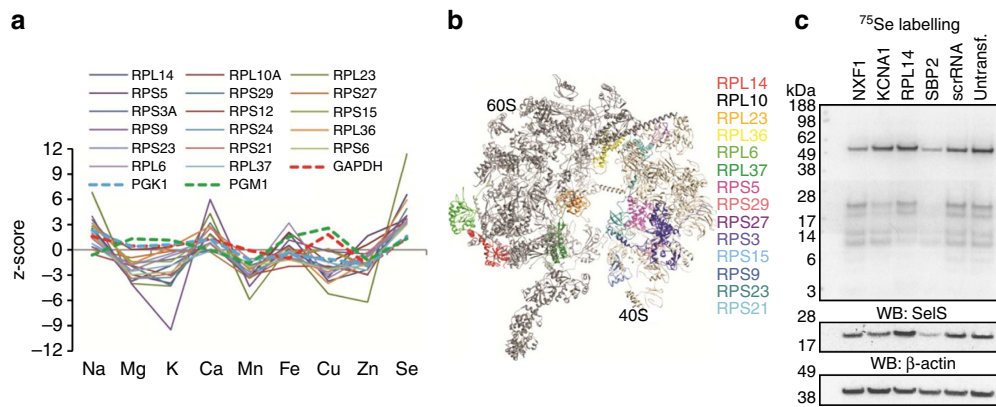 a
RPL14 RPL10A RPL23
RPS5 RPS29 RPS27
RPS3A RPS12 RPS15
RPS9 RPS24 RPL36
RPS23 RPS21 RPS6
RPL6 RPL37 GAPDH
PGK1 PGM1
z-score
12
9
6
3
0
−3
−6
−9
−12
Na Mg K Ca Mn Fe Cu Zn Se
b
60S
40S
RPL14
RPL10
RPL23
RPL36
RPL6
RPL37
RPS5
RPS29
RPS27
RPS3
RPS15
RPS9
RPS23
RPS21
c
75Se labelling
kDa
NXF1
KCNA1
RPL14
SBP2
scrRNA
Untransf.
188
98
62
49
38
28
17
14
6
3
WB: SelS
28
17
WB: β-actin
49
38